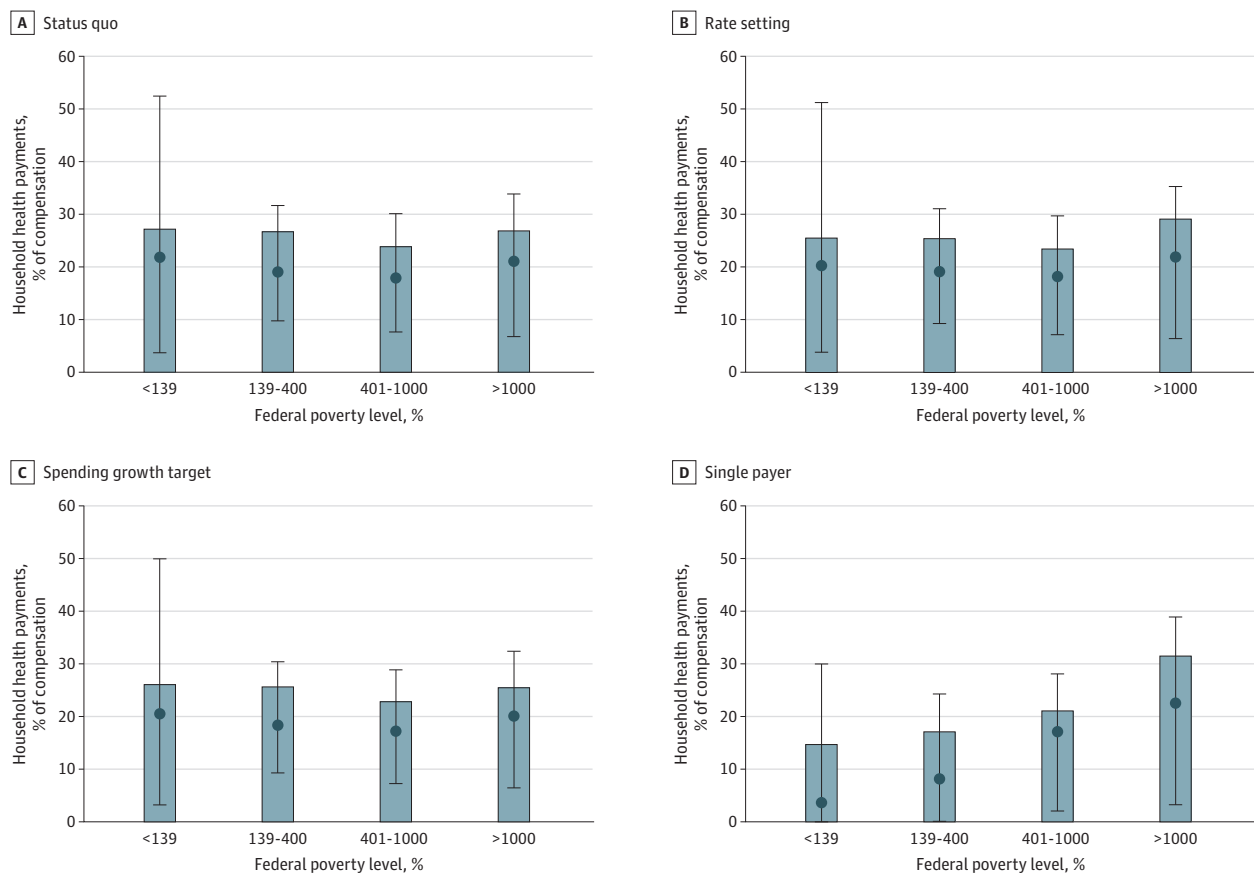 A Status quo
60
50
40
30
20
10
0
Household health payments,
% of compensation
<139 139-400 401-1000 >1000
Federal poverty level, %
B Rate setting
60
50
40
30
20
10
0
Household health payments,
% of compensation
<139 139-400 401-1000 >1000
Federal poverty level, %
C Spending growth target
60
50
40
30
20
10
0
Household health payments,
% of compensation
<139 139-400 401-1000 >1000
Federal poverty level, %
D Single payer
60
50
40
30
20
10
0
Household health payments,
% of compensation
<139 139-400 401-1000 >1000
Federal poverty level, %